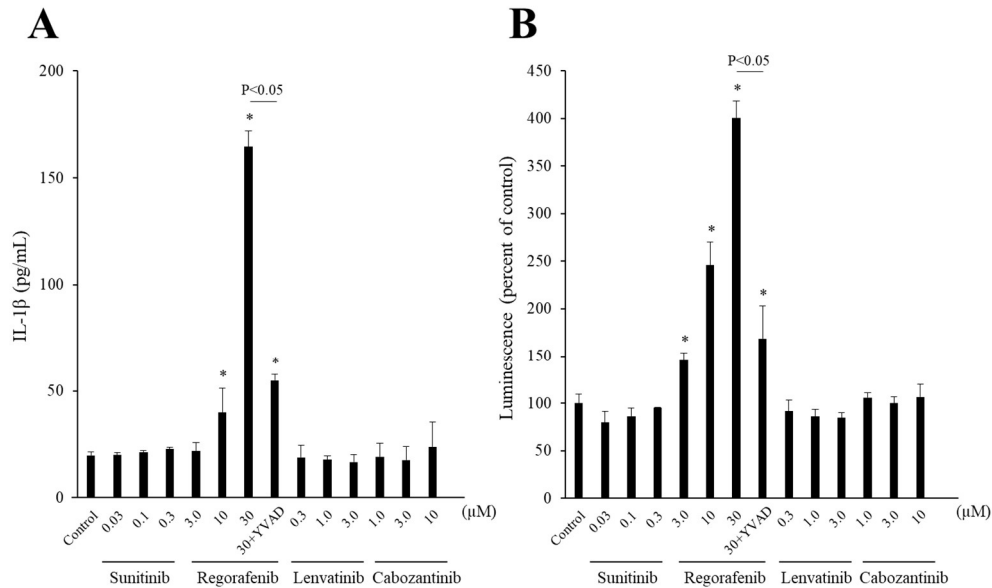 A
IL-1β (pg/mL)
200
150
100
50
0
P<0.05
*
*
*
Control
0.03
0.1
0.3
3.0
10
30
30+YVAD
0.3
1.0
3.0
1.0
3.0
10
(μM)
Sunitinib
Regorafenib
Lenvatinib
Cabozantinib
B
Luminescence (percent of control)
450
400
350
300
250
200
150
100
50
0
P<0.05
*
*
*
*
Control
0.03
0.1
0.3
3.0
10
30
30+YVAD
0.3
1.0
3.0
1.0
3.0
10
(μM)
Sunitinib
Regorafenib
Lenvatinib
Cabozantinib